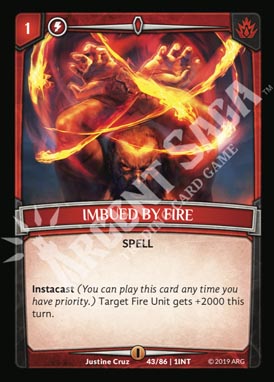 1
IMBUED BY FIRE
SPELL
Instacast (You can play this card any time you
have priority.) Target Fire Unit gets +2000 this
turn.
Justine Cruz 43/86 | 1INT © 2019 ARG
ARGENT SAGA™
TRADING CARD GAME